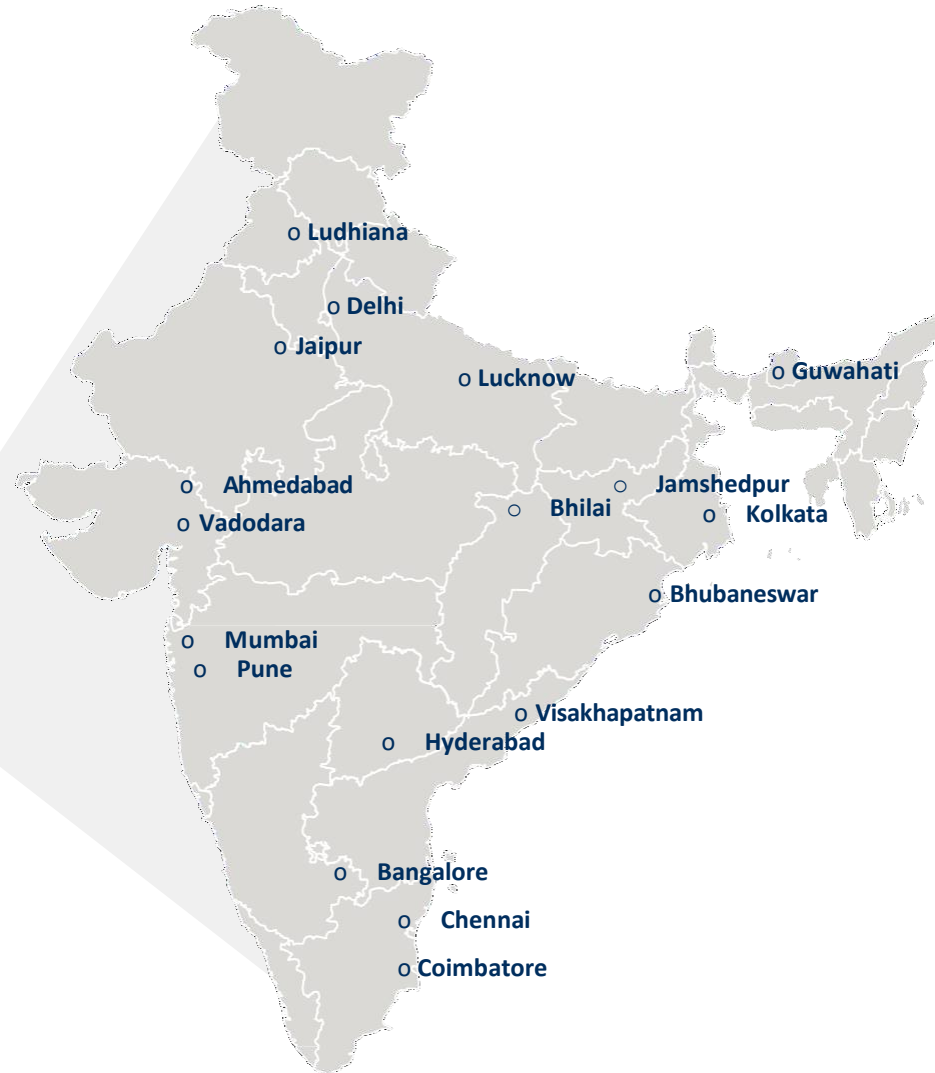 o Ludhiana
o Delhi
o Jaipur
o Guwahati
o Lucknow
o Jamshedpur
o Ahmedabad
o Bhilai
o Kolkata
o Vadodara
o Bhubaneswar
o Mumbai
o Pune
o Visakhapatnam
o Hyderabad
o Bangalore
o Chennai
o Coimbatore